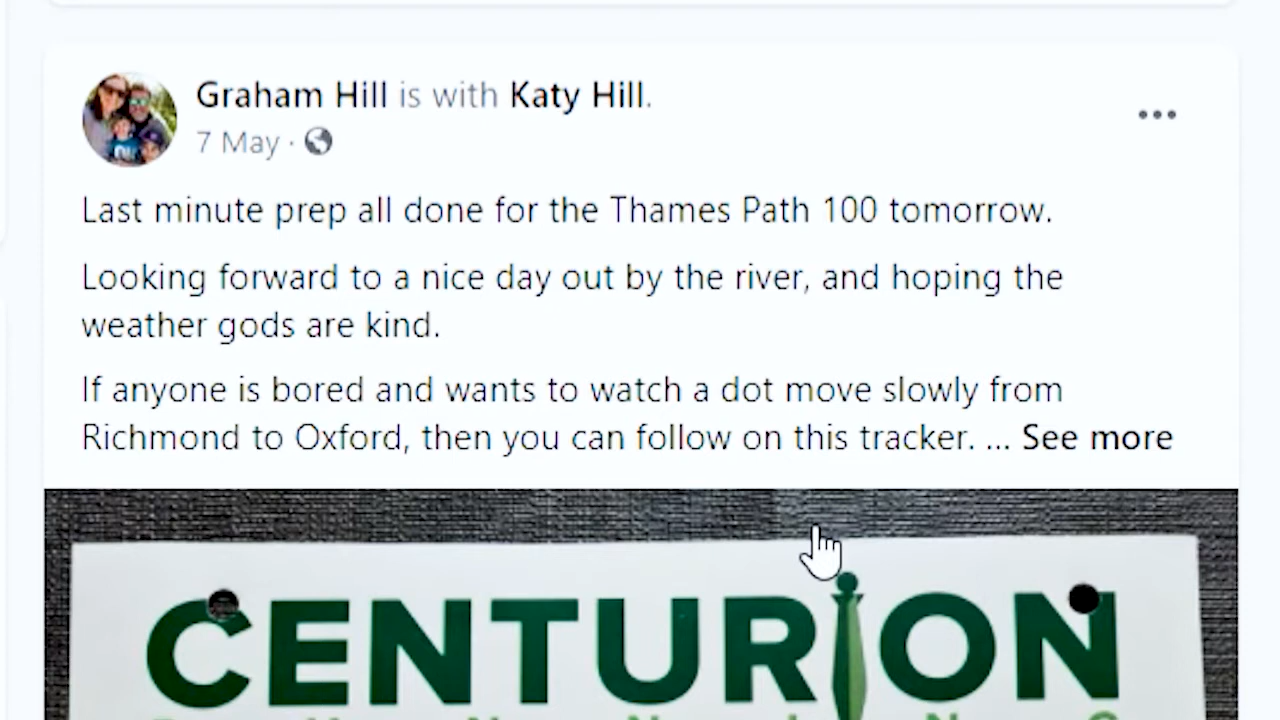 Graham Hill is with Katy Hill.
7 May ·
Last minute prep all done for the Thames Path 100 tomorrow.
Looking forward to a nice day out by the river, and hoping the
weather gods are kind.
If anyone is bored and wants to watch a dot move slowly from
Richmond to Oxford, then you can follow on this tracker. ... See more
CENTURION